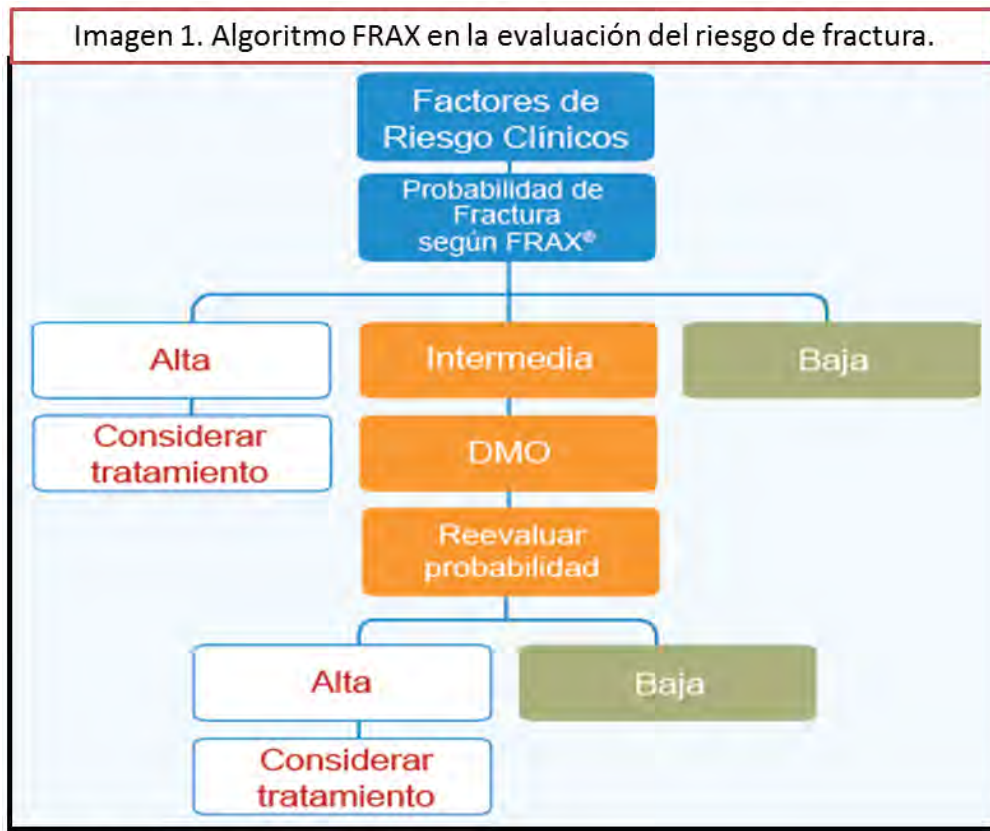 Imagen 1. Algoritmo FRAX en la evaluación del riesgo de fractura.
Factores de
Riesgo Clínicos
Probabilidad de
Fractura
según FRAX®
Alta
Intermedia
Baja
Considerar
tratamiento
DMO
Reevaluar
probabilidad
Alta
Baja
Considerar
tratamiento